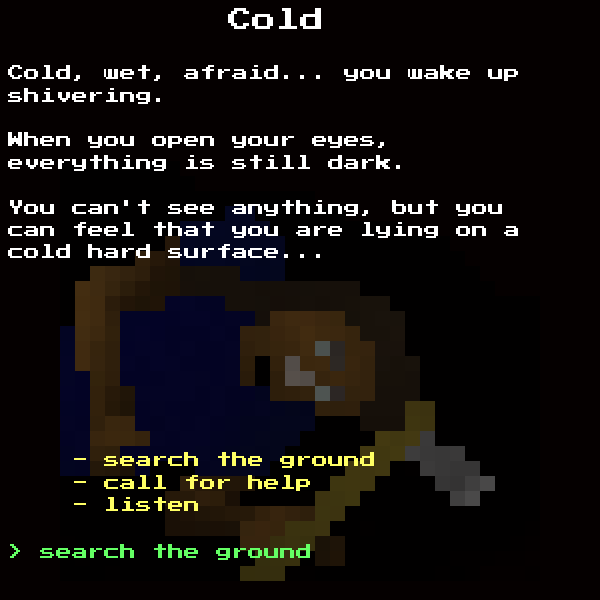 Cold
Cold, wet, afraid... you wake up
shivering.
When you open your eyes,
everything is still dark.
You can't see anything, but you
can feel that you are lying on a
cold hard surface...
- search the ground
- call for help
- listen
> search the ground